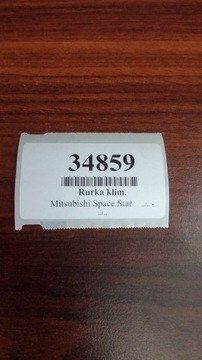 34859
Rurka klim.
Mitsubishi Space Star